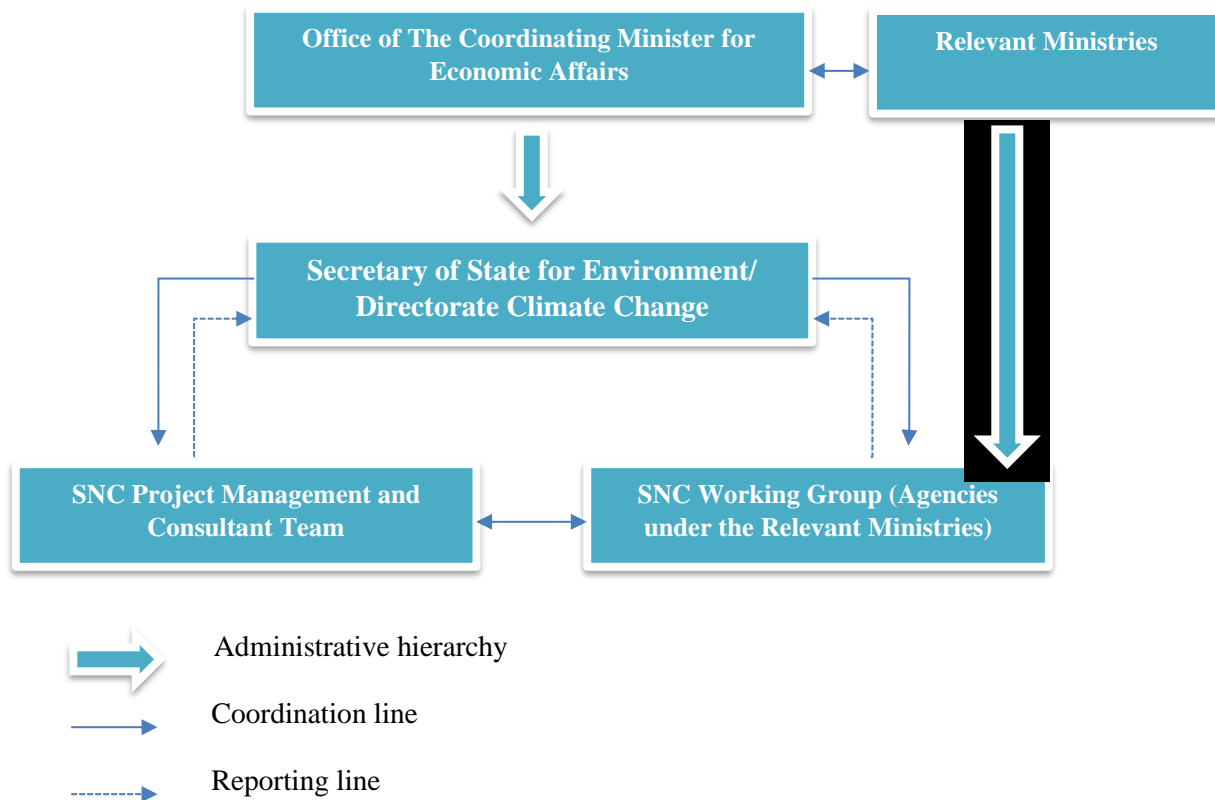 Office of The Coordinating Minister for
Economic Affairs
Relevant Ministries
Secretary of State for Environment/
Directorate Climate Change
SNC Project Management and
Consultant Team
SNC Working Group (Agencies
under the Relevant Ministries)
Administrative hierarchy
Coordination line
Reporting line